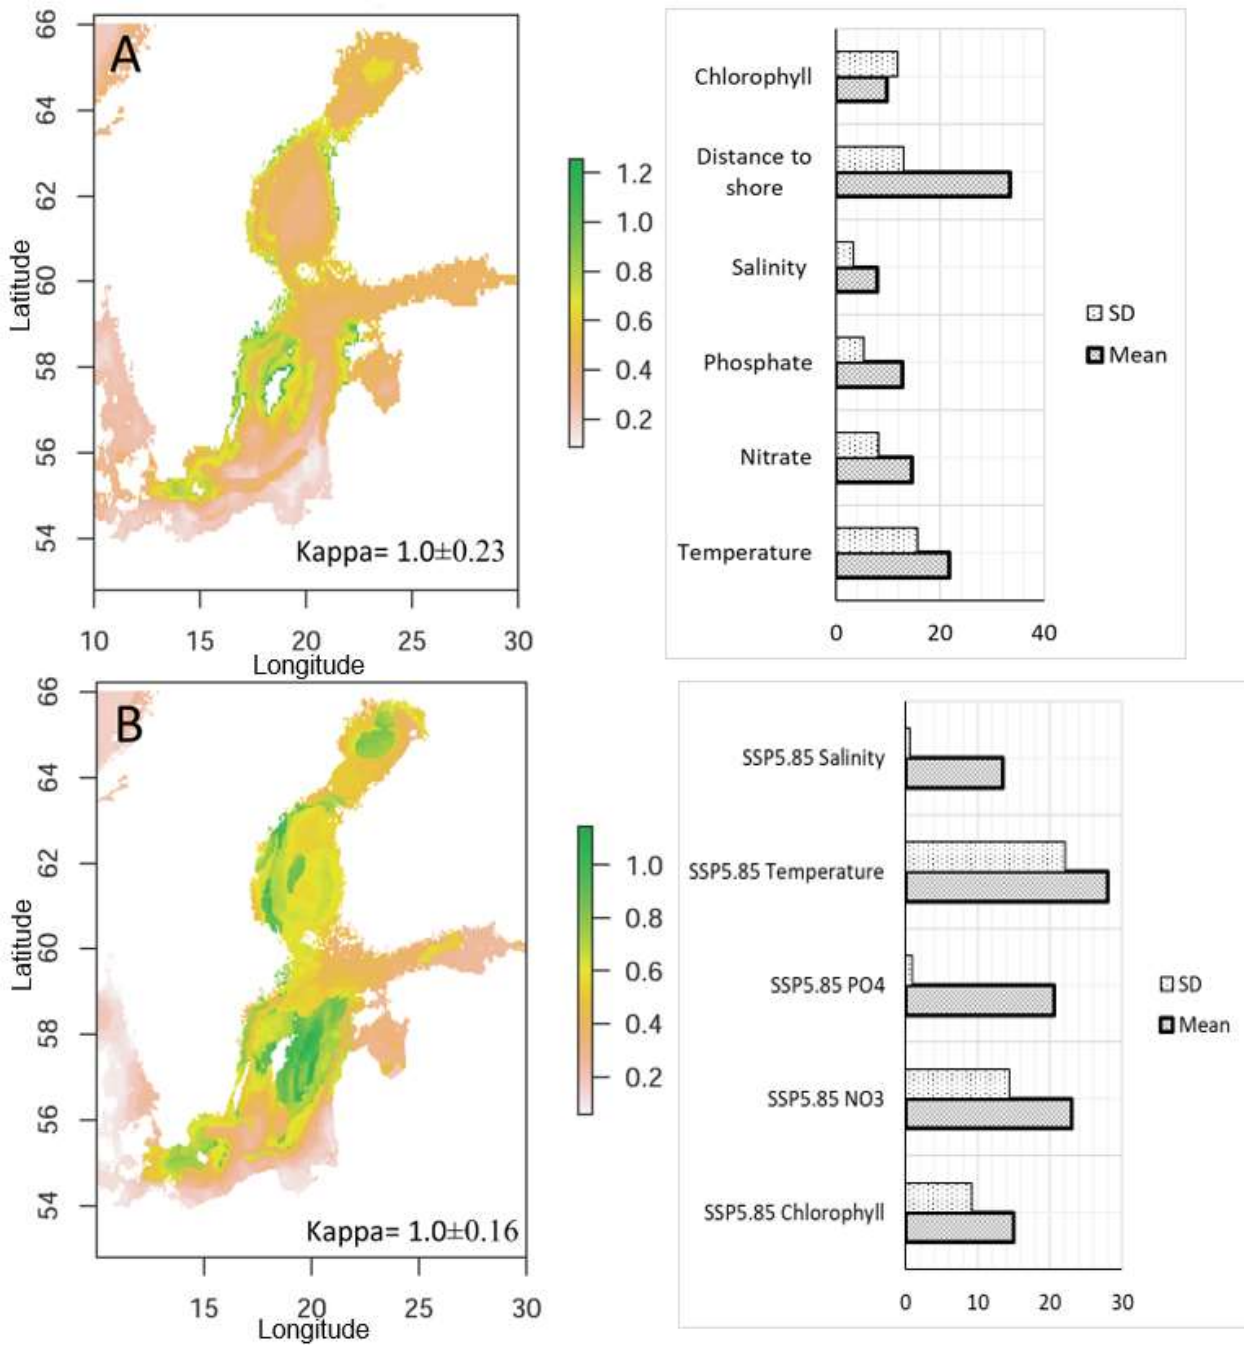 A
66
64
62
60
58
56
54
Latitude
10
15
20
25
30
Longitude
Kappa= 1.0±0.23
1.2
1.0
0.8
0.6
0.4
0.2
Chlorophyll
Distance to
shore
Salinity
Phosphate
Nitrate
Temperature
0
20
40
SD
Mean
B
66
64
62
60
58
56
54
Latitude
15
20
25
30
Longitude
Kappa= 1.0±0.16
1.0
0.8
0.6
0.4
0.2
SSP5.85 Salinity
SSP5.85 Temperature
SSP5.85 PO4
SSP5.85 NO3
SSP5.85 Chlorophyll
0
10
20
30
SD
Mean